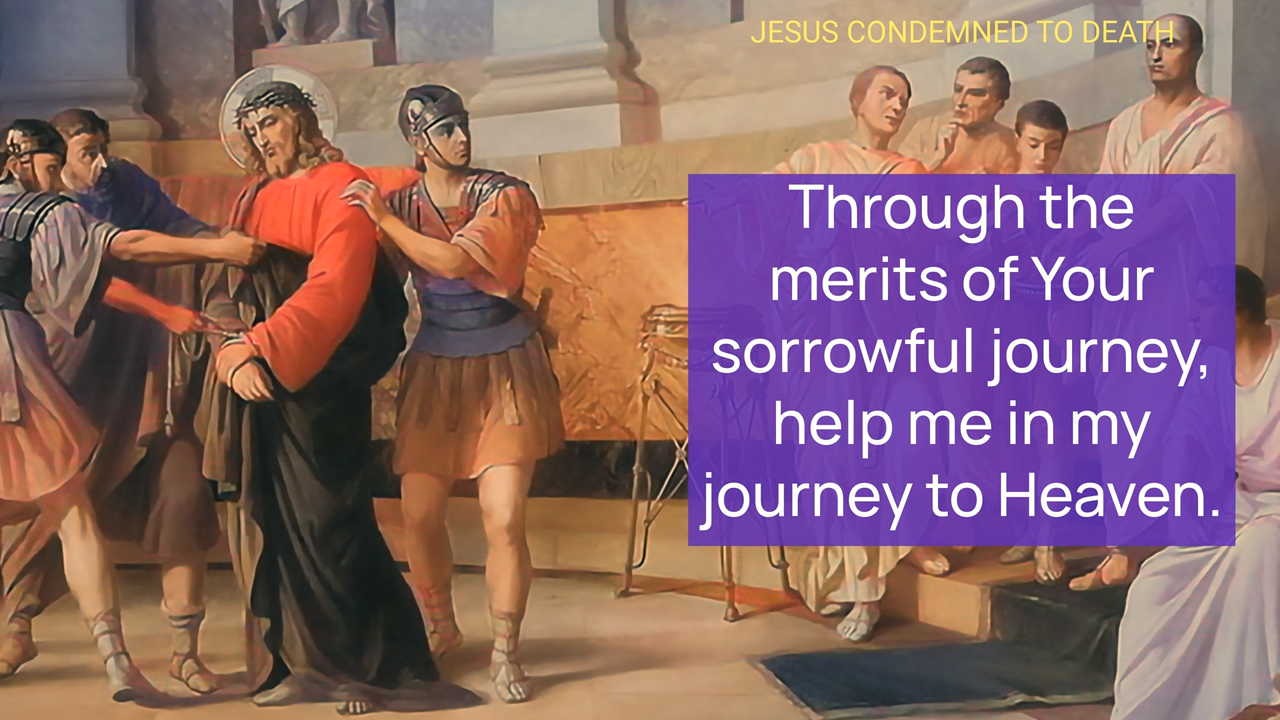 JESUS CONDEMNED TO DEATH
Through the
merits of Your
sorrowful journey,
help me in my
journey to Heaven.